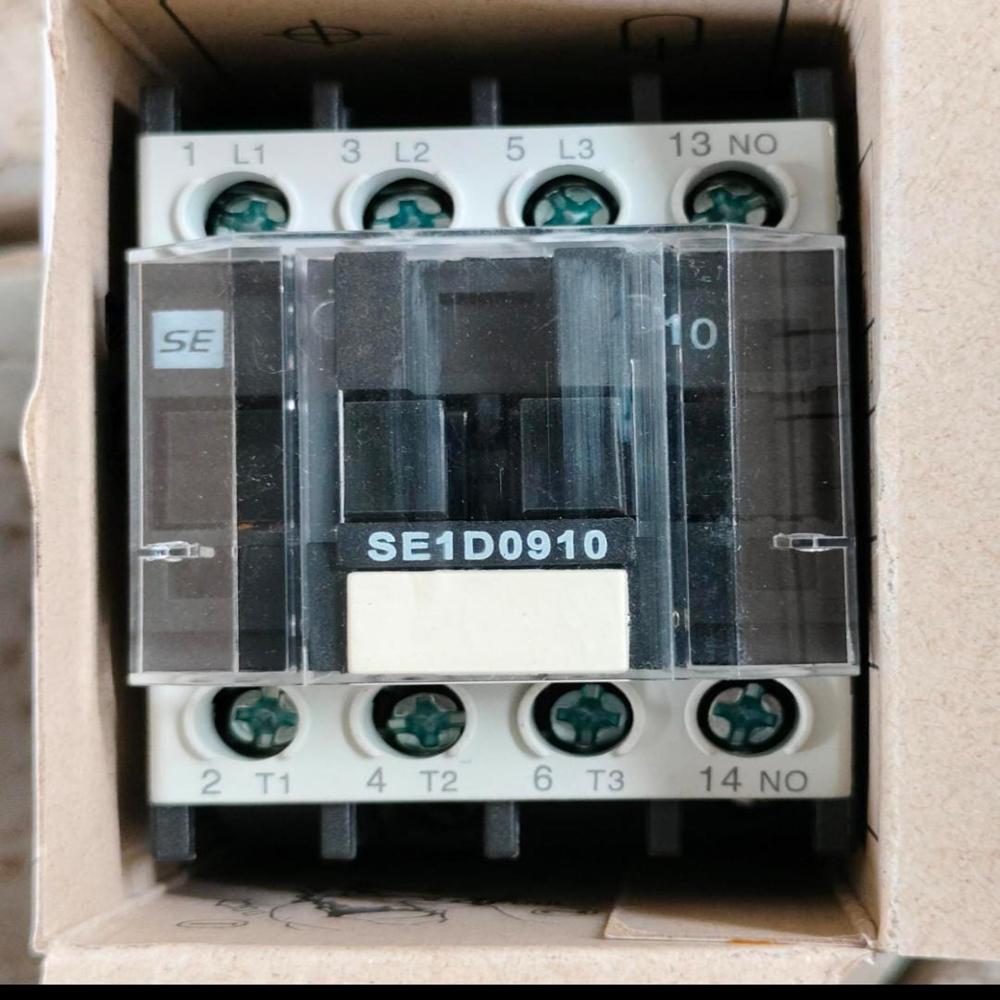 1 L1 3 L2 5 L3 13 NO
SE
10
SE1D0910
2 T1 4 T2 6 T3 14 NO